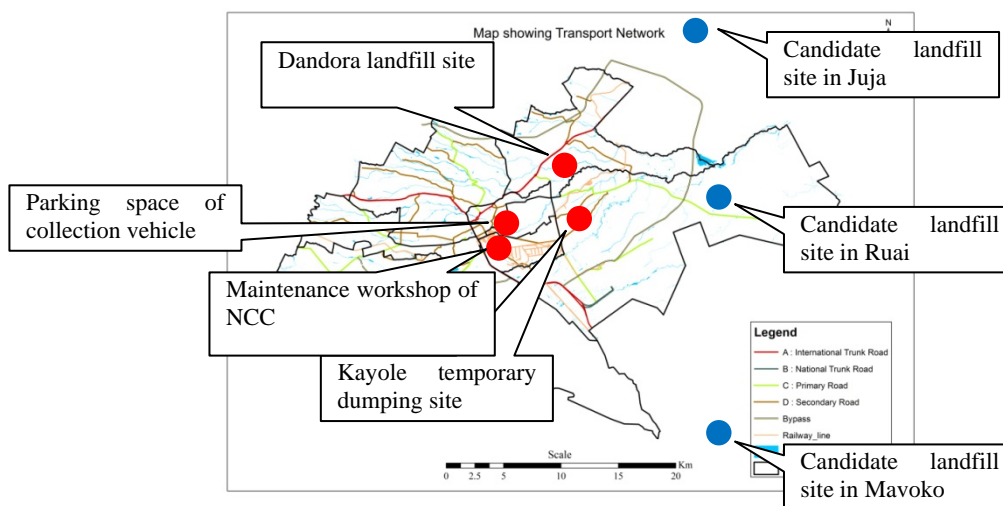 Map showing Transport Network
Candidate landfill
site in Juja
Dandora landfill site
Parking space of
collection vehicle
Candidate landfill
site in Ruai
Maintenance workshop of
NCC
Kayole temporary
dumping site
Legend
A : International Trunk Road
B : National Trunk Road
C : Primary Road
D : Secondary Road
Bypass
Railway_line
Candidate landfill
site in Mavoko
Scale
Km
0 2.5 5 10 15 20